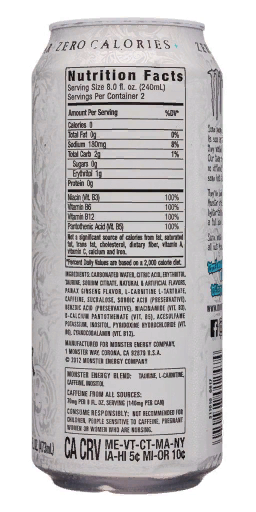 R ZERO CALORIES ZE
Nutrition Facts
Serving Size 8.0 fl. oz. (240mL)
Servings Per Container 2
Amount Per Serving %DV*
Calories 0
Total Fat 0g 0%
Sodium 180mg 8%
Total Carb 2g 1%
Sugars 0g
Erythritol 1g
Protein 0g
Niacin (Vit. B3) 100%
Vitamin B6 100%
Vitamin B12 100%
Pantothenic Acid (Vit. B5) 100%
Not a significant source of calories from fat, saturated
fat, trans fat, cholesterol, dietary fiber, vitamin A,
vitamin C, calcium and iron.
*Percent Daily Values are based on a 2,000 calorie diet.
INGREDIENTS: CARBONATED WATER, CITRIC ACID, ERYTHRITOL,
TAURINE, SODIUM CITRATE, NATURAL & ARTIFICIAL FLAVORS,
PANAX GINSENG FLAVOR, L-CARNITINE L-TARTRATE,
CAFFEINE, SUCRALOSE, SORBIC ACID (PRESERVATIVE),
BENZOIC ACID (PRESERVATIVE), NIACINAMIDE (VIT. B3),
D-CALCIUM PANTOTHENATE (VIT. B5), ACESULFAME
POTASSIUM, INOSITOL, PYRIDOXINE HYDROCHLORIDE (VIT.
B6), CYANOCOBALAMIN (VIT. B12).
MANUFACTURED FOR MONSTER ENERGY COMPANY.
1 MONSTER WAY CORONA, CA 92879 U.S.A.
© 2012 MONSTER ENERGY COMPANY
MONSTER ENERGY BLEND: TAURINE, L-CARNITINE,
CAFFEINE, INOSITOL
CAFFEINE FROM ALL SOURCES:
70mg PER 8 FL. OZ. SERVING (140mg PER CAN)
CONSUME RESPONSIBLY: NOT RECOMMENDED FOR
CHILDREN, PEOPLE SENSITIVE TO CAFFEINE, PREGNANT
WOMEN OR WOMEN WHO ARE NURSING.
CA CRV ME-VT-CT-MA-NY
IA-HI 5¢ MI-OR 10¢